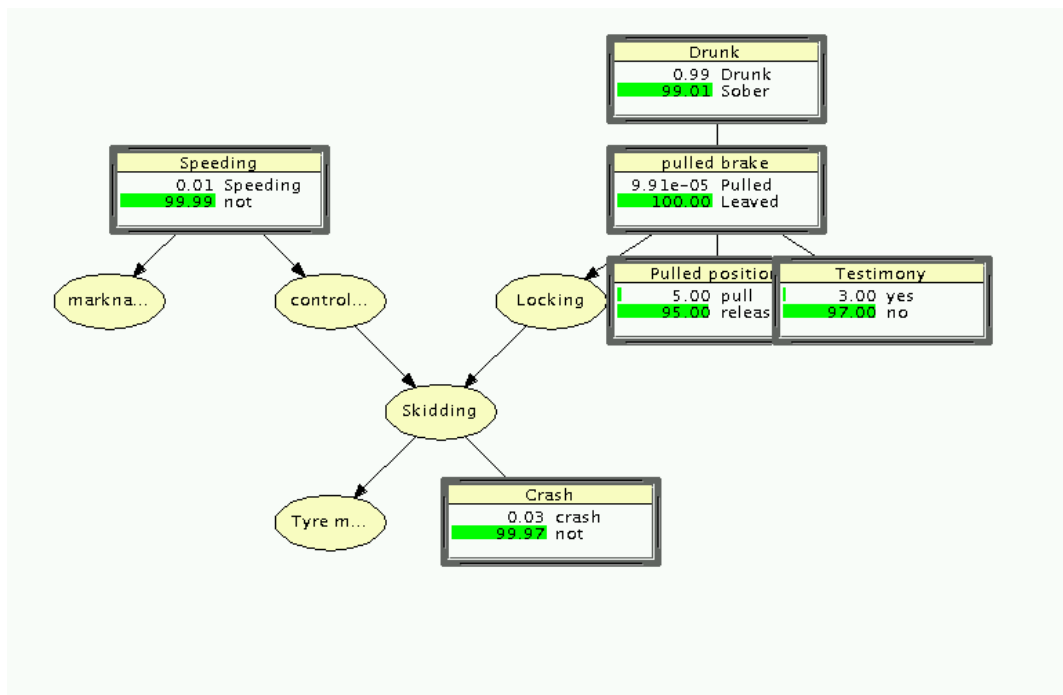 Drunk
0.99 Drunk
99.01 Sober
Speeding
0.01 Speeding
99.99 not
pulled brake
9.91e-05 Pulled
100.00 Leaved
markna...
control...
Locking
Pulled positio
5.00 pull
95.00 releas
Testimony
3.00 yes
97.00 no
Skidding
Tyre m...
Crash
0.03 crash
99.97 not